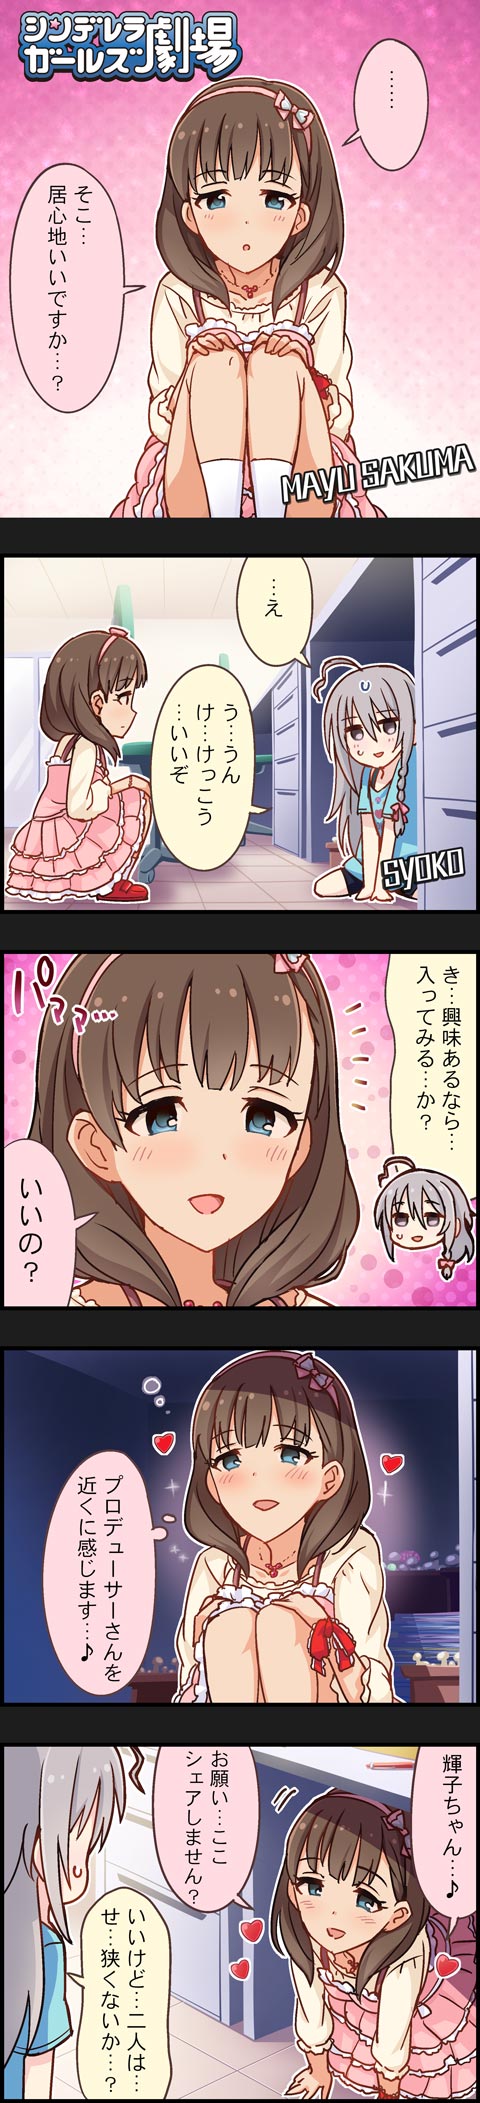 シンデレラ
ガールズ劇場
……
そこ…
居心地いいですか…？
MAYU SAKUMA
…え
う…うん
け…けっこう
…いいぞ
SYOKO
き…興味あるなら…
入ってみる…か？
パァァ…
いいの？
プロデューサーさんを
近くに感じます…♪
輝子ちゃん…♪
お願い…ここ
シェアしません？
いいけど…二人は…
せ…狭くないか…？